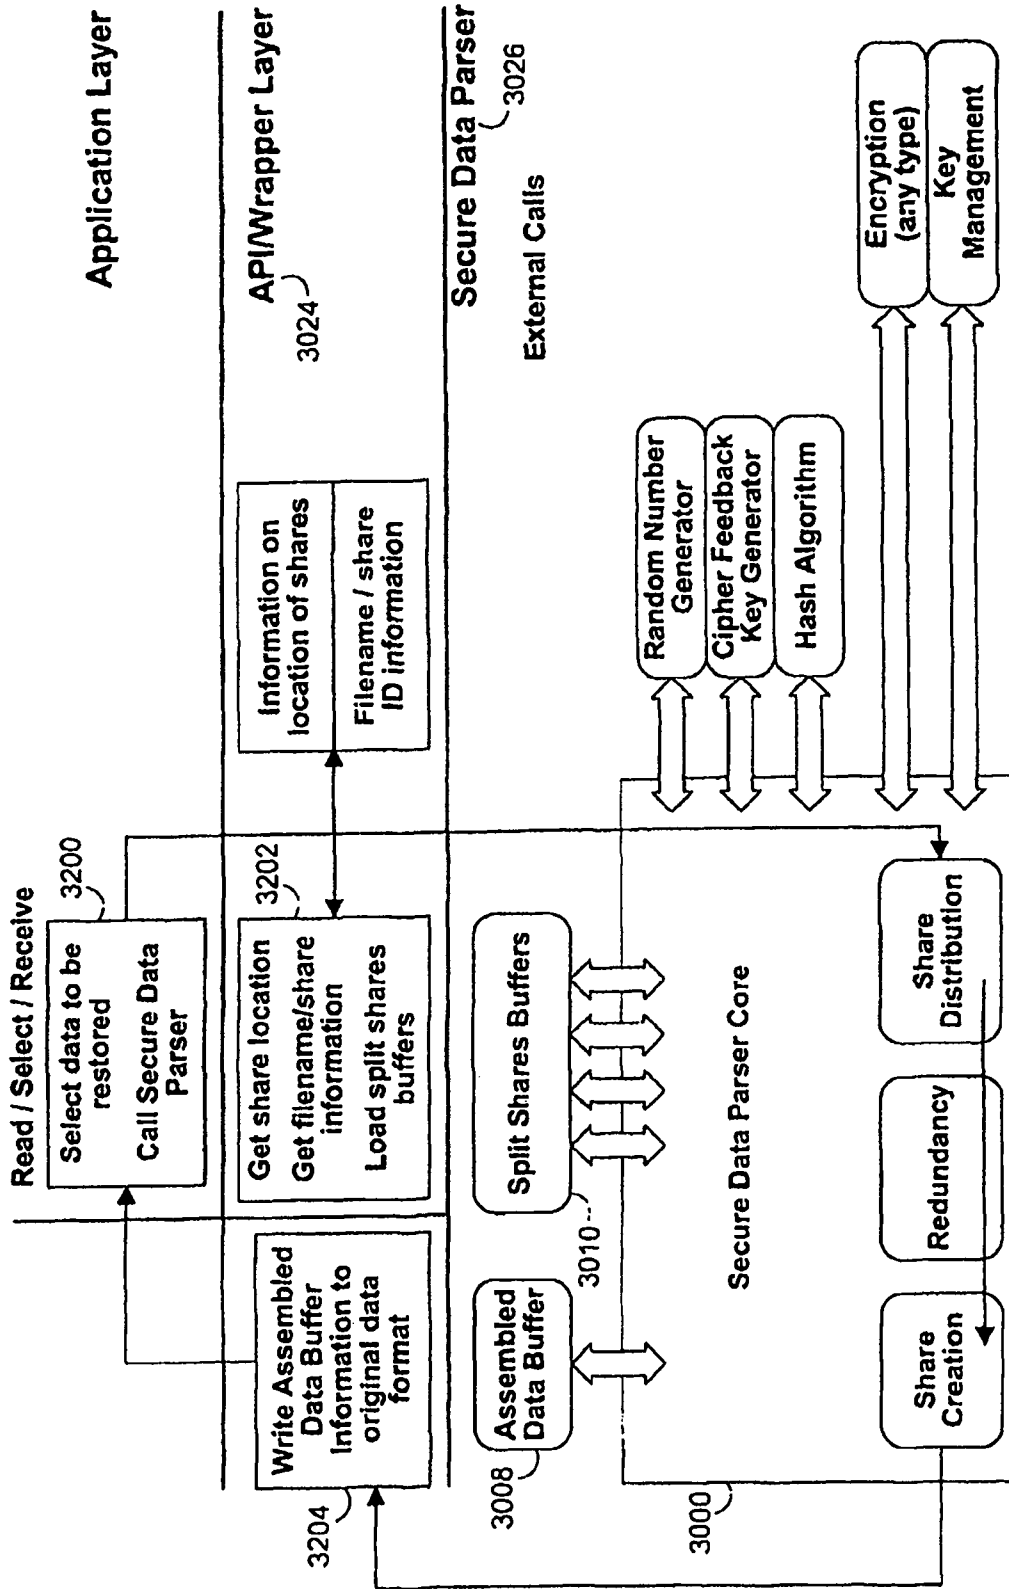 Read / Select / Receive
Application Layer
3200
Select data to be
restored
Call Secure Data
Parser
API/Wrapper Layer
3024
3204
Write Assembled
Data Buffer
Information to
original data
format
3202
Get share location
Get filename/share
information
Load split shares
buffers
Information on
location of shares
Filename / share
ID information
Secure Data Parser
3026
External Calls
3008
Assembled
Data Buffer
3010
Split Shares Buffers
3000
Secure Data Parser Core
Random Number
Generator
Cipher Feedback
Key Generator
Hash Algorithm
Encryption
(any type)
Key
Management
Share
Creation
Redundancy
Share
Distribution